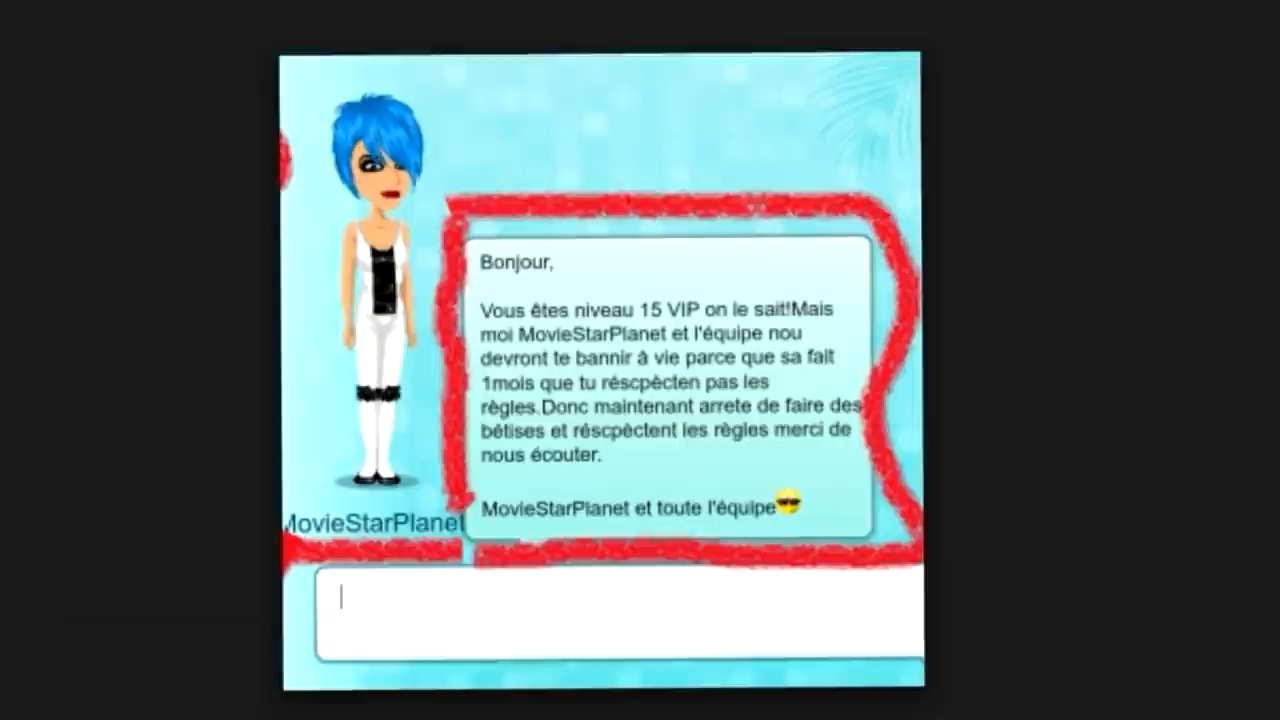 Bonjour,
Vous êtes niveau 15 VIP on le sait!Mais
moi MovieStarPlanet et l'équipe nou
devront te bannir à vie parce que sa fait
1mois que tu réscpècten pas les
règles.Donc maintenant arrete de faire des
bêtises et réscpèctent les règles merci de
nous écouter.
MovieStarPlanet et toute l'équipe😎
MovieStarPlanet